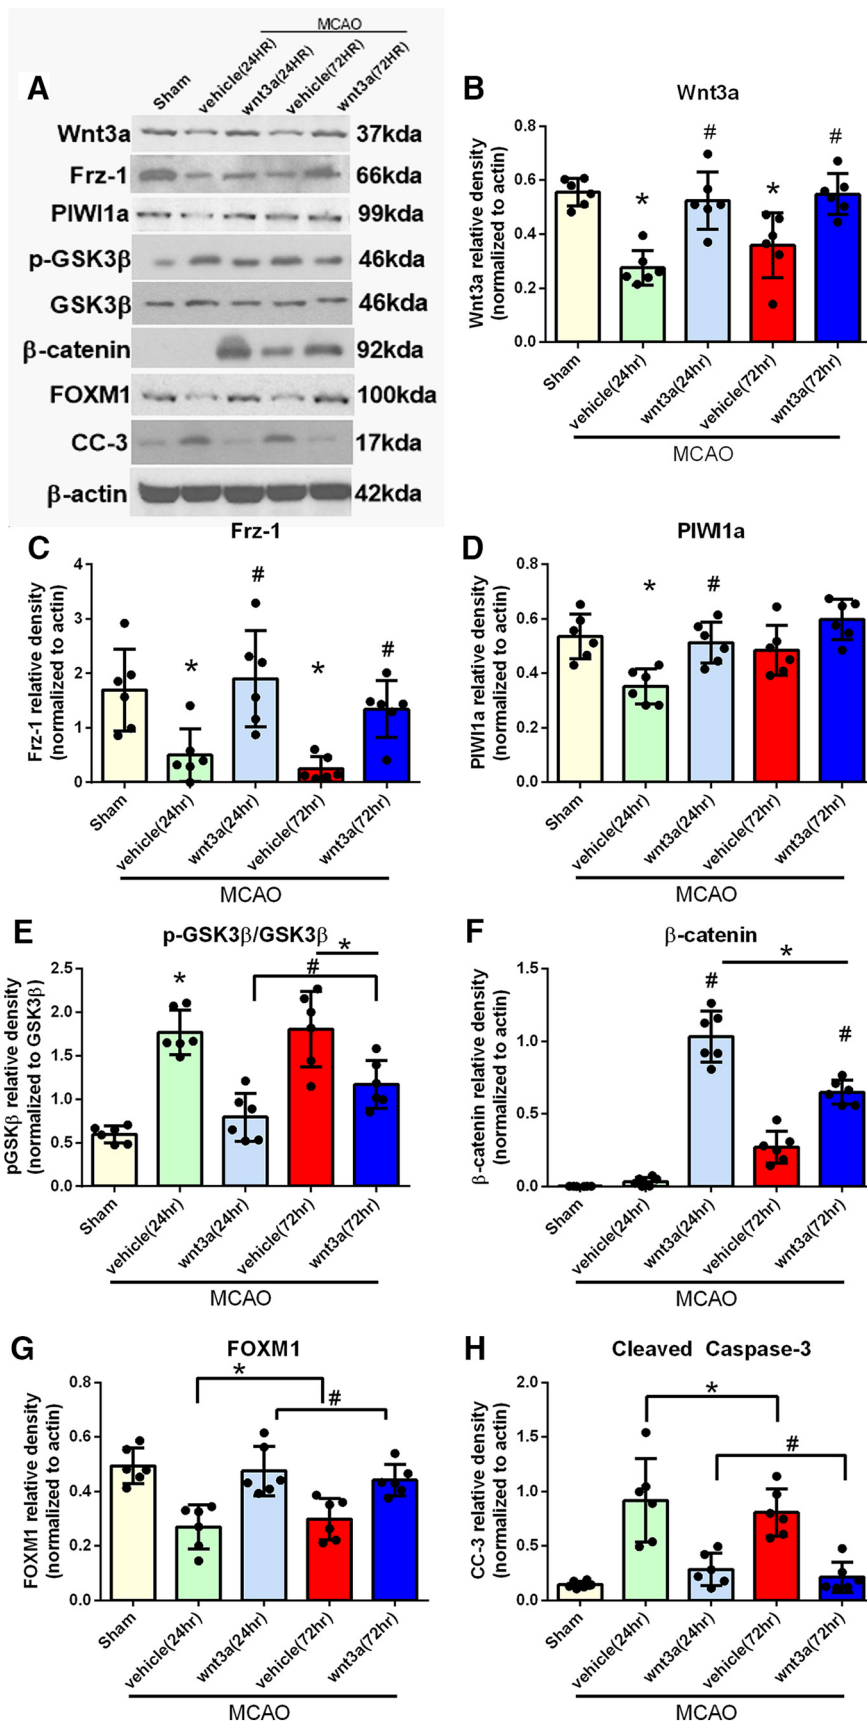 MCAO
Sham
vehicle(24HR)
wnt3a(24HR)
vehicle(72HR)
wnt3a(72HR)
A
Wnt3a 37kda
Frz-1 66kda
PIWI1a 99kda
p-GSK3β 46kda
GSK3β 46kda
β-catenin 92kda
FOXM1 100kda
CC-3 17kda
β-actin 42kda
B
Wnt3a
Wnt3a relative density
(normalized to actin)
0.8
0.6
0.4
0.2
0.0
*
#
*
#
Sham
vehicle(24hr)
wnt3a(24hr)
vehicle(72hr)
wnt3a(72hr)
MCAO
C
Frz-1
Frz-1 relative density
(normalized to actin)
4
3
2
1
0
*
#
*
#
Sham
vehicle(24hr)
wnt3a(24hr)
vehicle(72hr)
wnt3a(72hr)
MCAO
D
PIWI1a
PIWI1a relative density
(normalized to actin)
0.8
0.6
0.4
0.2
0.0
*
#
Sham
vehicle(24hr)
wnt3a(24hr)
vehicle(72hr)
wnt3a(72hr)
MCAO
E
p-GSK3β/GSK3β
pGSKβ relative density
(normalized to GSK3β)
2.5
2.0
1.5
1.0
0.5
0.0
*
#
*
Sham
vehicle(24hr)
wnt3a(24hr)
vehicle(72hr)
wnt3a(72hr)
MCAO
F
β-catenin
β-catenin relative density
(normalized to actin)
1.5
1.0
0.5
0.0
#
*
#
Sham
vehicle(24hr)
wnt3a(24hr)
vehicle(72hr)
wnt3a(72hr)
MCAO
G
FOXM1
FOXM1 relative density
(normalized to actin)
0.8
0.6
0.4
0.2
0.0
*
#
Sham
vehicle(24hr)
wnt3a(24hr)
vehicle(72hr)
wnt3a(72hr)
MCAO
H
Cleaved Caspase-3
CC-3 relative density
(normalized to actin)
2.0
1.5
1.0
0.5
0.0
*
#
Sham
vehicle(24hr)
wnt3a(24hr)
vehicle(72hr)
wnt3a(72hr)
MCAO